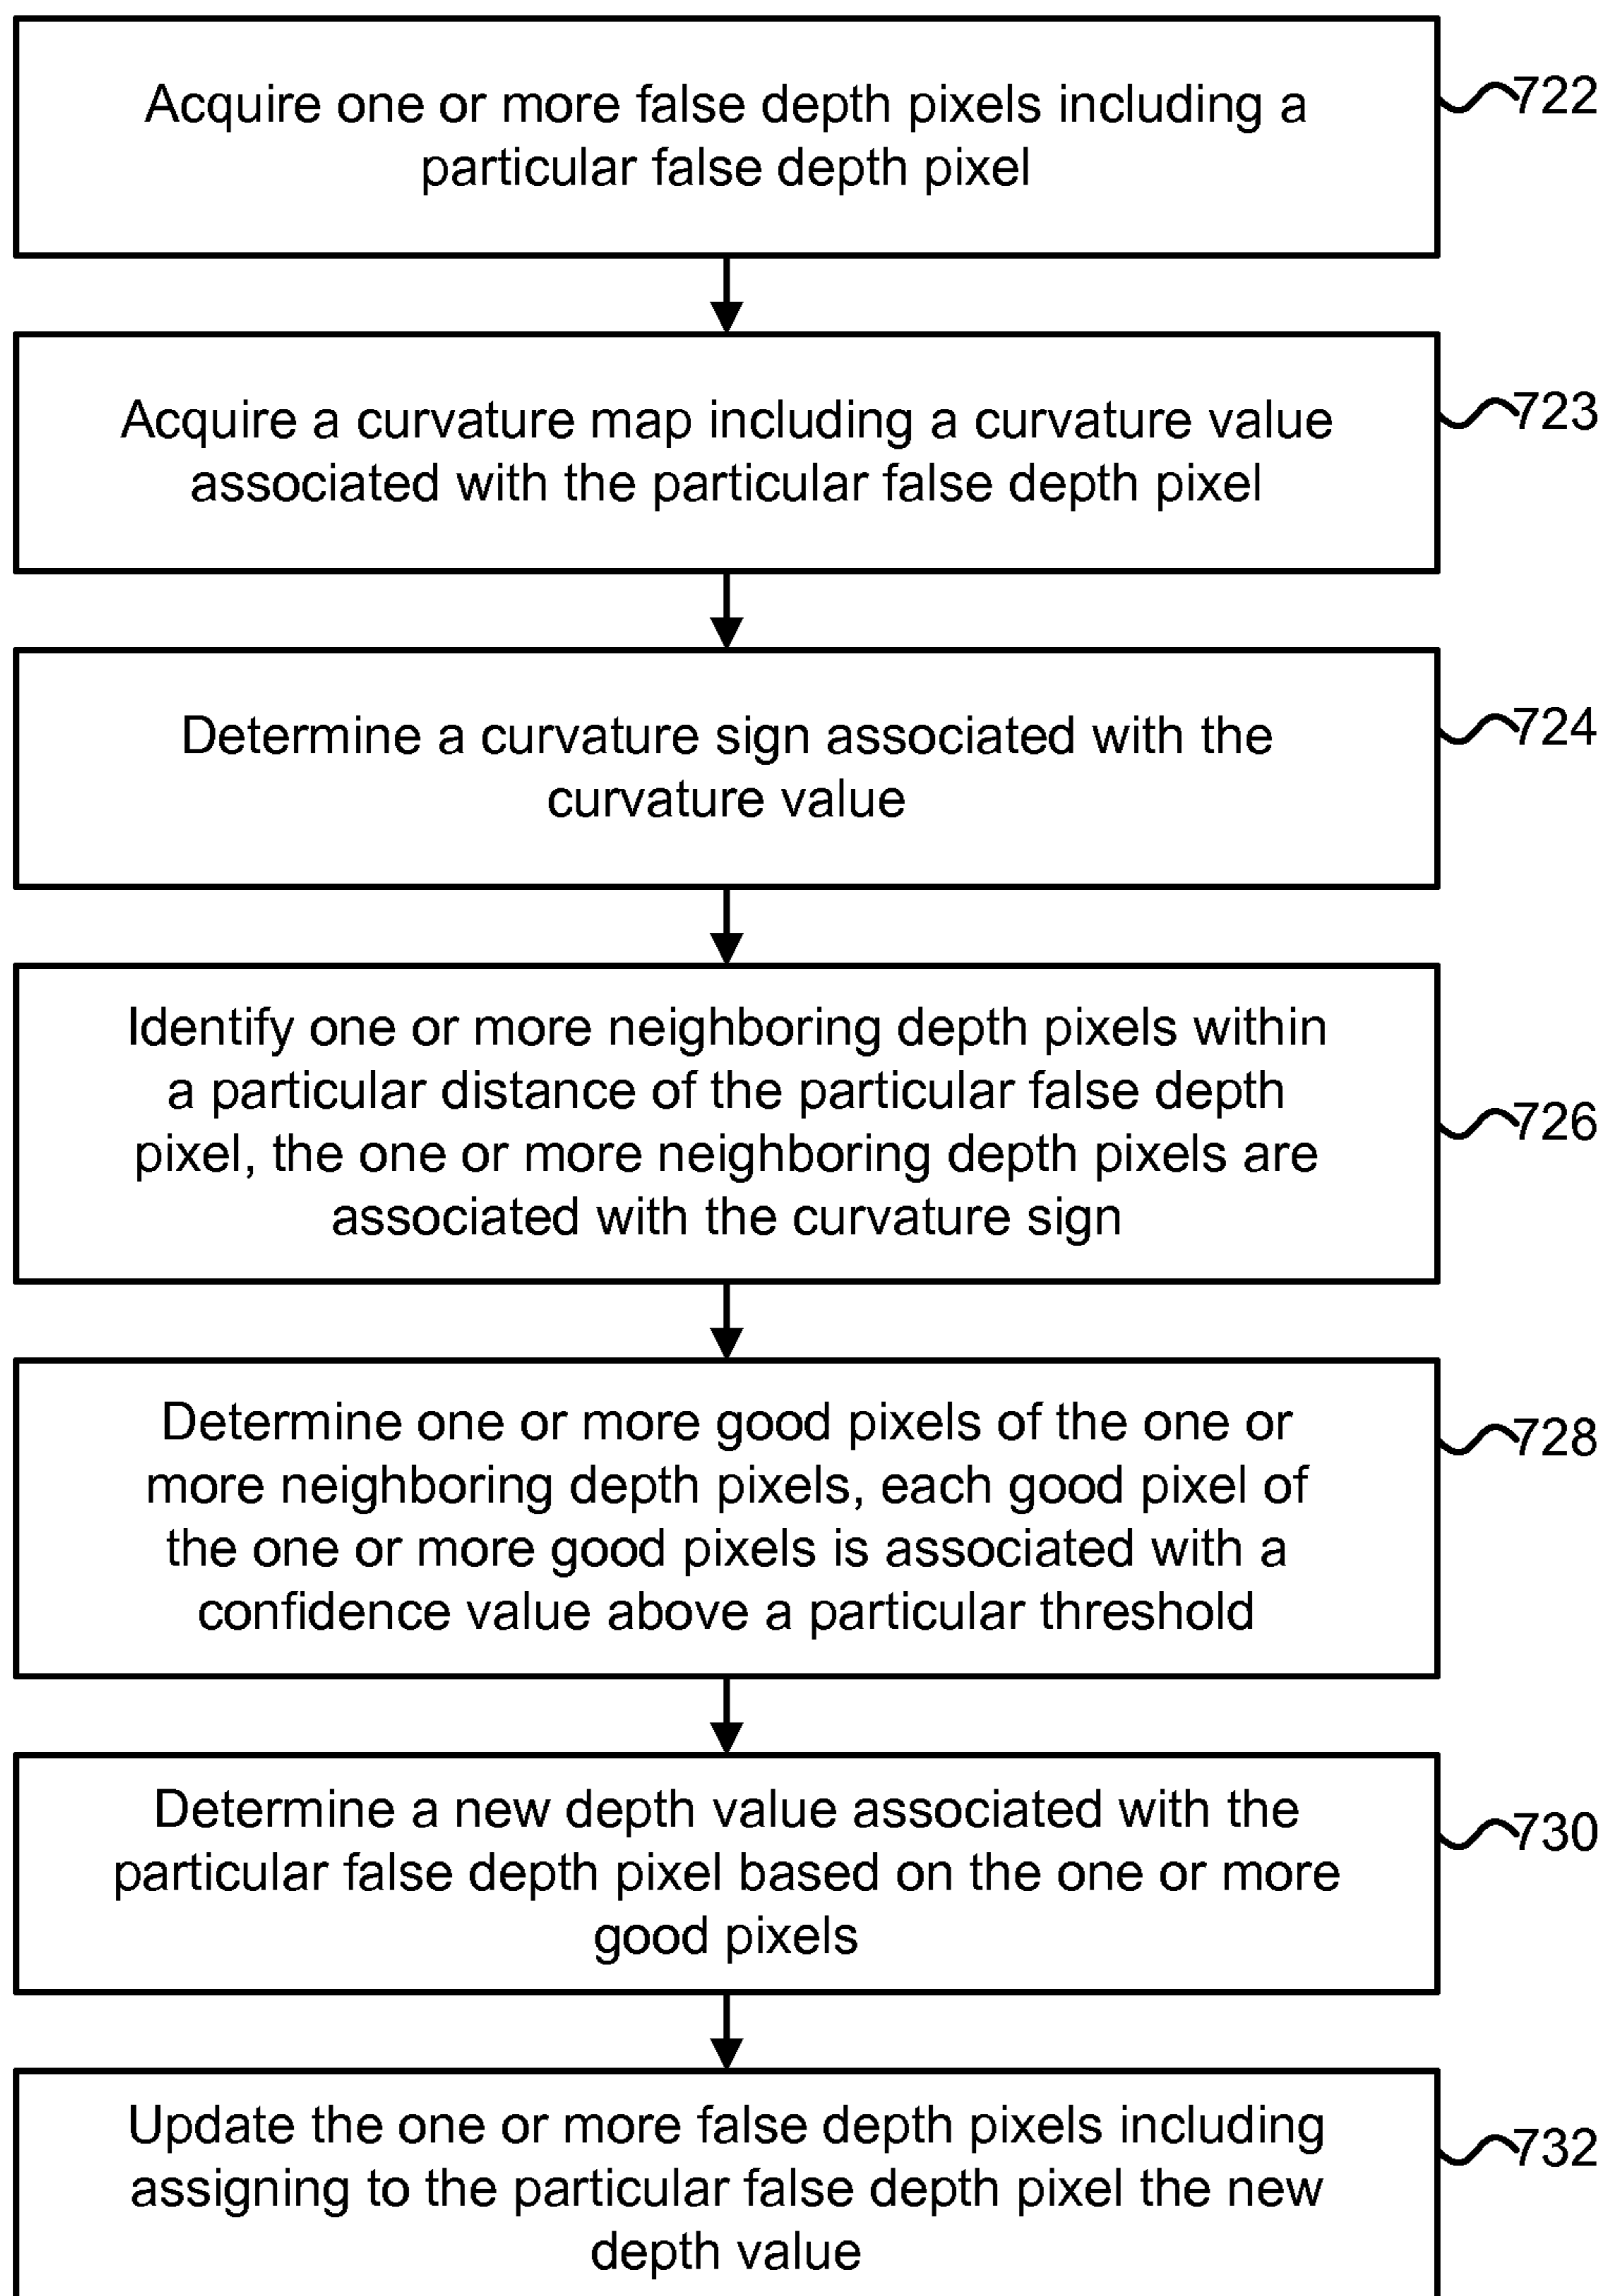 Acquire one or more false depth pixels including a
particular false depth pixel
722
Acquire a curvature map including a curvature value
associated with the particular false depth pixel
723
Determine a curvature sign associated with the
curvature value
724
Identify one or more neighboring depth pixels within
a particular distance of the particular false depth
pixel, the one or more neighboring depth pixels are
associated with the curvature sign
726
Determine one or more good pixels of the one or
more neighboring depth pixels, each good pixel of
the one or more good pixels is associated with a
confidence value above a particular threshold
728
Determine a new depth value associated with the
particular false depth pixel based on the one or more
good pixels
730
Update the one or more false depth pixels including
assigning to the particular false depth pixel the new
depth value
732